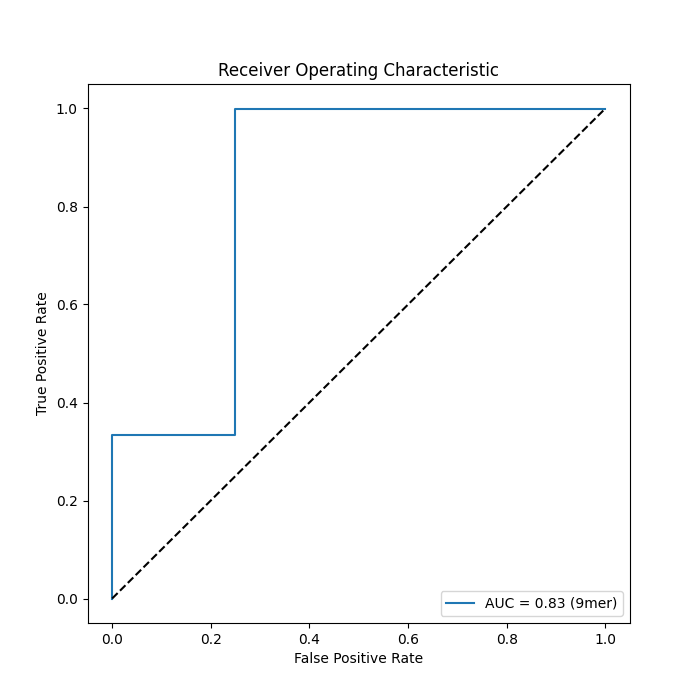 Receiver Operating Characteristic
1.0
0.8
0.6
0.4
0.2
0.0
True Positive Rate
AUC = 0.83 (9mer)
0.0 0.2 0.4 0.6 0.8 1.0
False Positive Rate